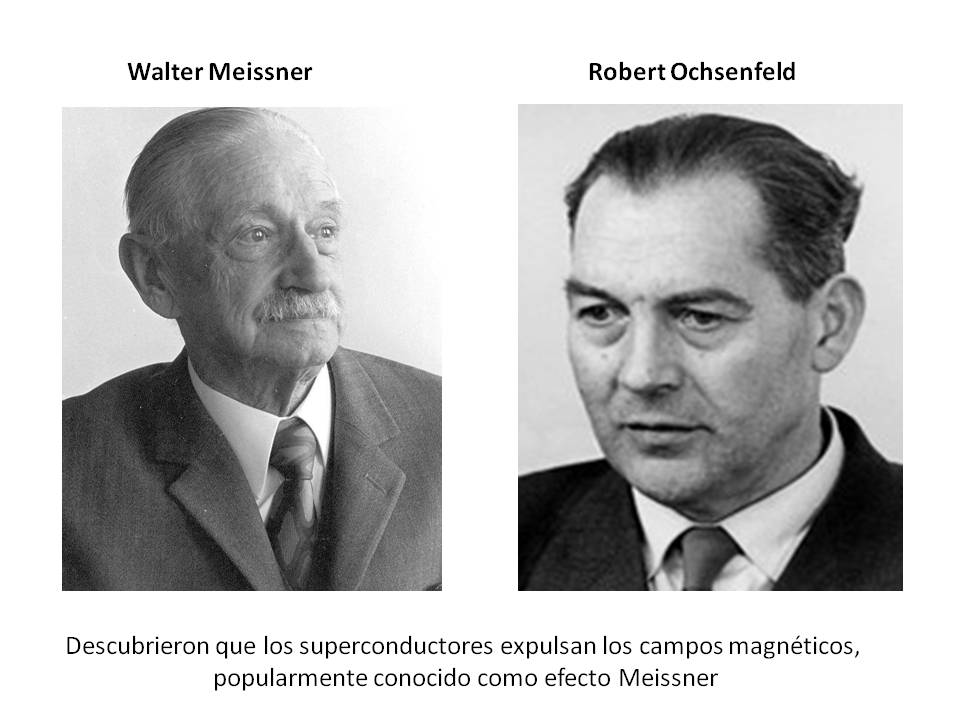 Walter Meissner
Robert Ochsenfeld
Descubrieron que los superconductores expulsan los campos magnéticos,
popularmente conocido como efecto Meissner